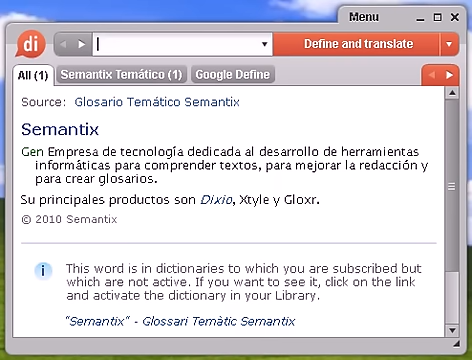 Menu
di
Define and translate
All (1) Semantix Temático (1) Google Define
Source: Glosario Temático Semantix
Semantix
Gen Empresa de tecnología dedicada al desarrollo de herramientas
informáticas para comprender textos, para mejorar la redacción y
para crear glosarios.
Su principales productos son Dixio, Xtyle y Gloxr.
© 2010 Semantix
This word is in dictionaries to which you are subscribed but
which are not active. If you want to see it, click on the link
and activate the dictionary in your Library.
"Semantix" - Glossari Temàtic Semantix